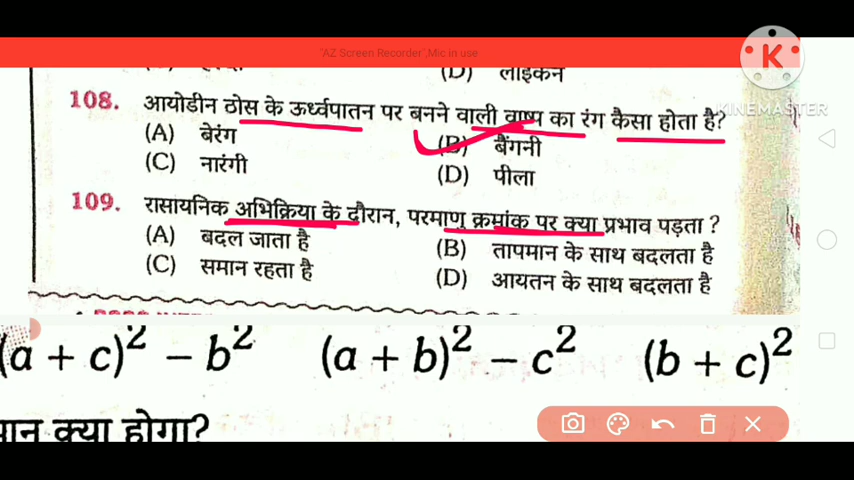 "AZ Screen Recorder",Mic in use
K
KINEMASTER
(D) लाइकेन
108. आयोडीन ठोस के ऊर्ध्वपातन पर बनने वाली वाष्प का रंग कैसा होता है?
(A) बेरंग (B) बैंगनी
(C) नारंगी (D) पीला
109. रासायनिक अभिक्रिया के दौरान, परमाणु क्रमांक पर क्या प्रभाव पड़ता ?
(A) बदल जाता है (B) तापमान के साथ बदलता है
(C) समान रहता है (D) आयतन के साथ बदलता है
(a + c)² – b² (a + b)² – c² (b + c)²
क्या होगा?